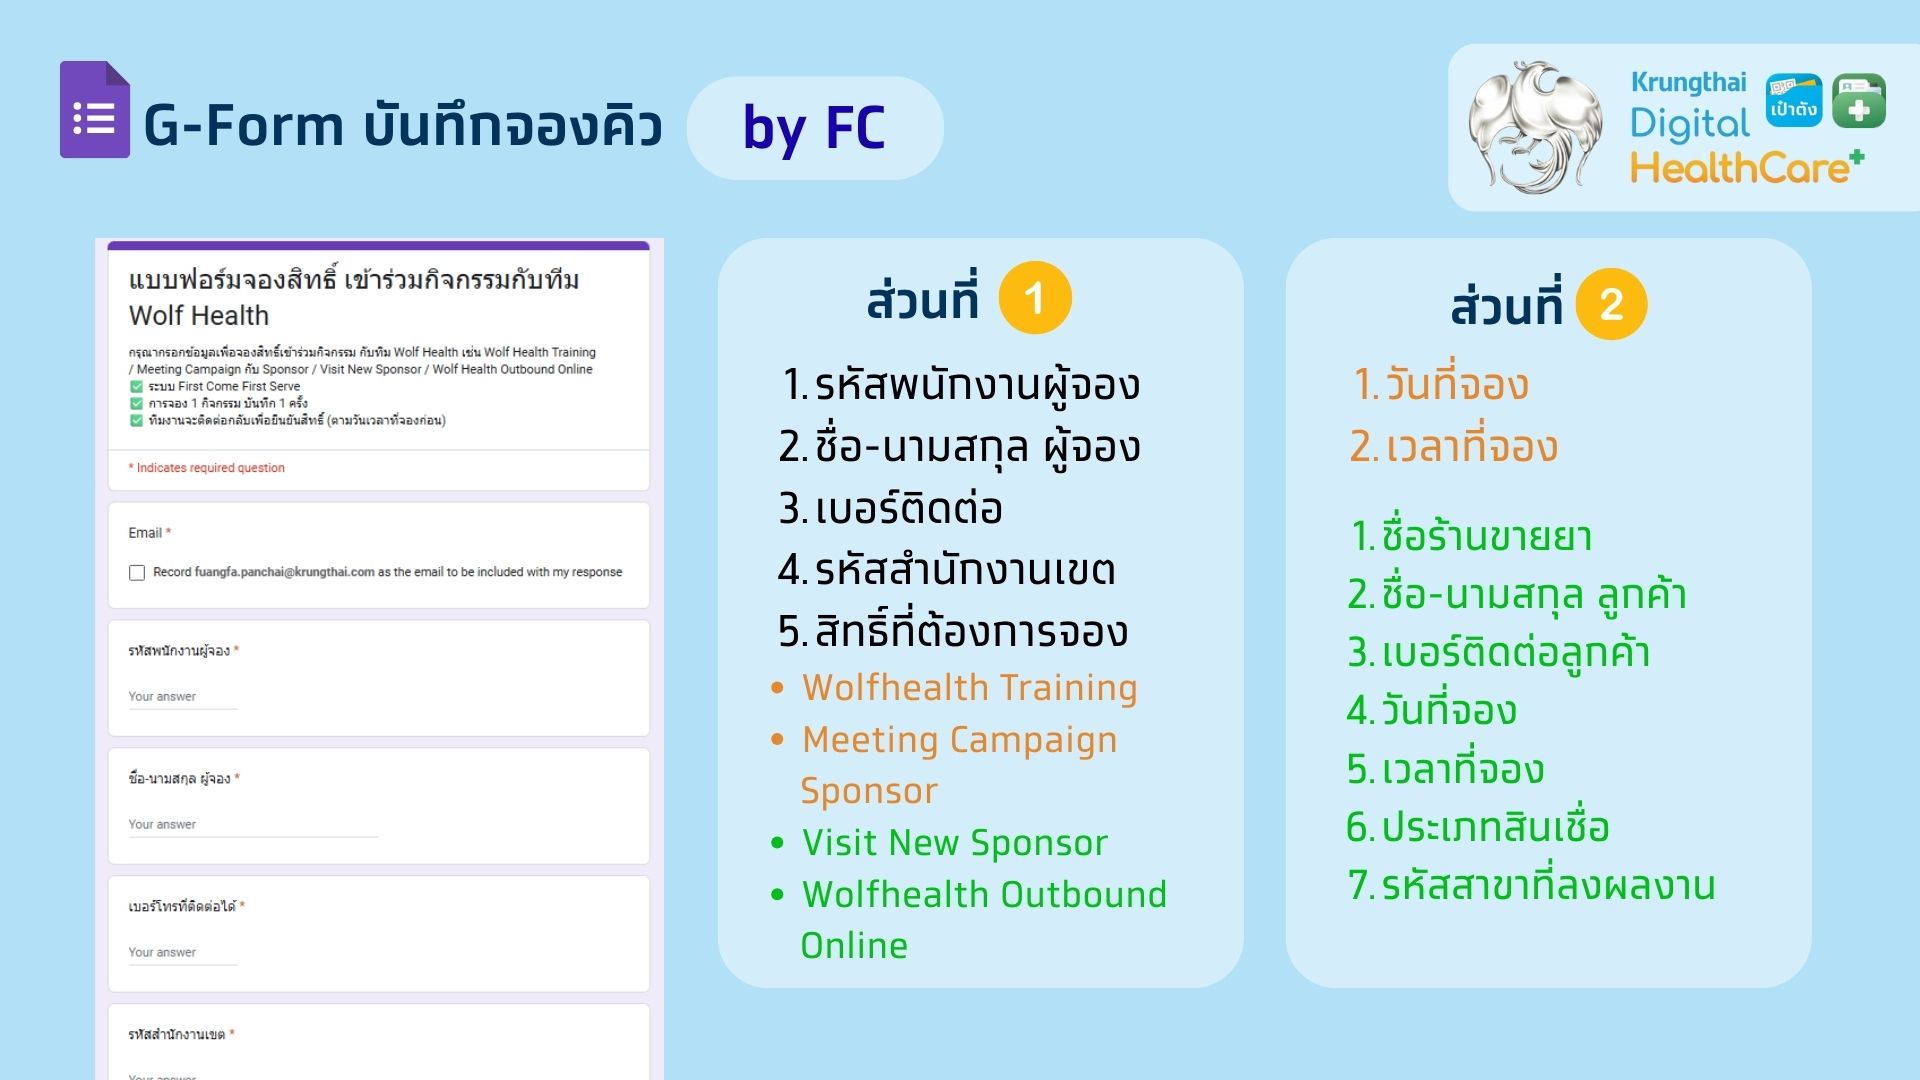 G-Form บันทึกจองคิว
by FC
Krungthai
Digital
HealthCare+
เป๋าตัง
แบบฟอร์มจองสิทธิ์ เข้าร่วมกิจกรรมกับทีม
Wolf Health
กรุณากรอกข้อมูลเพื่อจองสิทธิ์เข้าร่วมกิจกรรม กับทีม Wolf Health เช่น Wolf Health Training
/ Meeting Campaign กับ Sponsor / Visit New Sponsor / Wolf Health Outbound Online
✅ ระบบ First Come First Serve
✅ การจอง 1 กิจกรรม บันทึก 1 ครั้ง
✅ ทีมงานจะติดต่อกลับเพื่อยืนยันสิทธิ์ (ตามวันเวลาที่จองก่อน)
* Indicates required question
Email *
Record fuangfa.panchai@krungthai.com as the email to be included with my response
รหัสพนักงานผู้จอง *
Your answer
ชื่อ-นามสกุล ผู้จอง *
Your answer
เบอร์โทรที่ติดต่อได้ *
Your answer
รหัสสำนักงานเขต *
Your answer
ส่วนที่ 1
1. รหัสพนักงานผู้จอง
2. ชื่อ-นามสกุล ผู้จอง
3. เบอร์ติดต่อ
4. รหัสสำนักงานเขต
5. สิทธิ์ที่ต้องการจอง
• Wolfhealth Training
• Meeting Campaign
Sponsor
• Visit New Sponsor
• Wolfhealth Outbound
Online
ส่วนที่ 2
1. วันที่จอง
2. เวลาที่จอง
1. ชื่อร้านขายยา
2. ชื่อ-นามสกุล ลูกค้า
3. เบอร์ติดต่อลูกค้า
4. วันที่จอง
5. เวลาที่จอง
6. ประเภทสินเชื่อ
7. รหัสสาขาที่ลงผลงาน